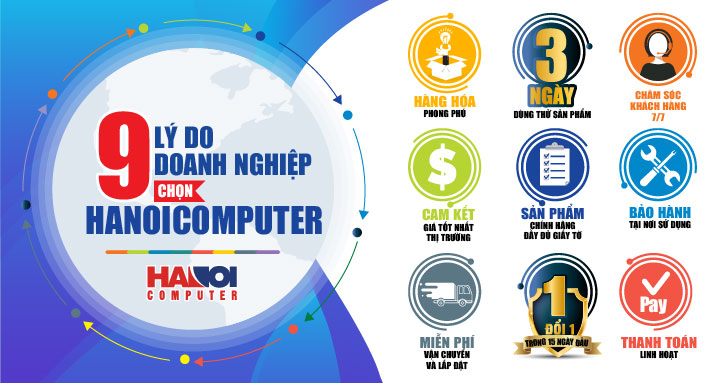 9 LÝ DO
DOANH NGHIỆP
CHỌN
HANOICOMPUTER
HANOI
COMPUTER
HÀNG HÓA
PHONG PHÚ
3
NGÀY
DÙNG THỬ SẢN PHẨM
CHĂM SÓC
KHÁCH HÀNG
7/7
$
CAM KẾT
GIÁ TỐT NHẤT
THỊ TRƯỜNG
SẢN PHẨM
CHÍNH HÃNG
ĐẦY ĐỦ GIẤY TỜ
BẢO HÀNH
TẠI NƠI SỬ DỤNG
MIỄN PHÍ
VẬN CHUYỂN
VÀ LẮP ĐẶT
1
ĐỔI 1
TRONG 15 NGÀY ĐẦU
Pay
THANH TOÁN
LINH HOẠT